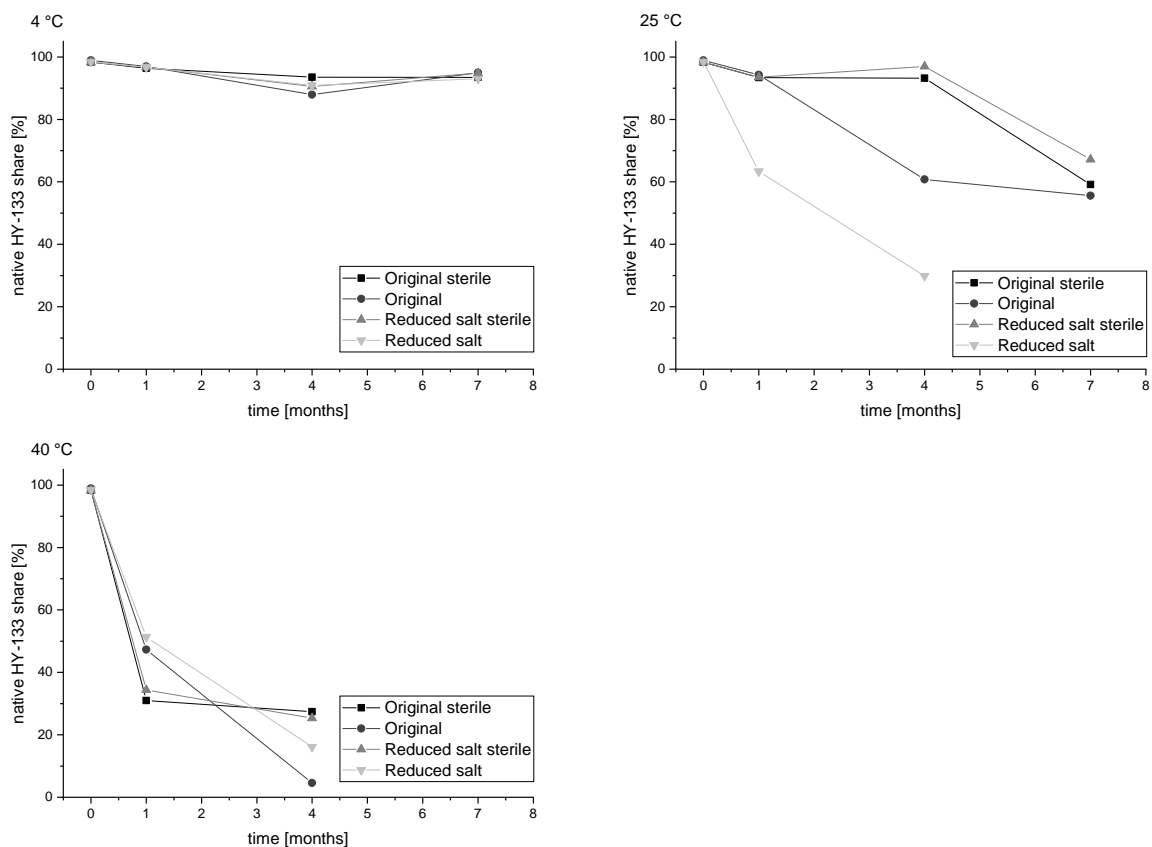 4 °C
100
80
60
40
20
0
native HY-133 share [%]
Original sterile
Original
Reduced salt sterile
Reduced salt
0 1 2 3 4 5 6 7 8
time [months]
25 °C
100
80
60
40
20
0
native HY-133 share [%]
Original sterile
Original
Reduced salt sterile
Reduced salt
0 1 2 3 4 5 6 7 8
time [months]
40 °C
100
80
60
40
20
0
native HY-133 share [%]
Original sterile
Original
Reduced salt sterile
Reduced salt
0 1 2 3 4 5 6 7 8
time [months]